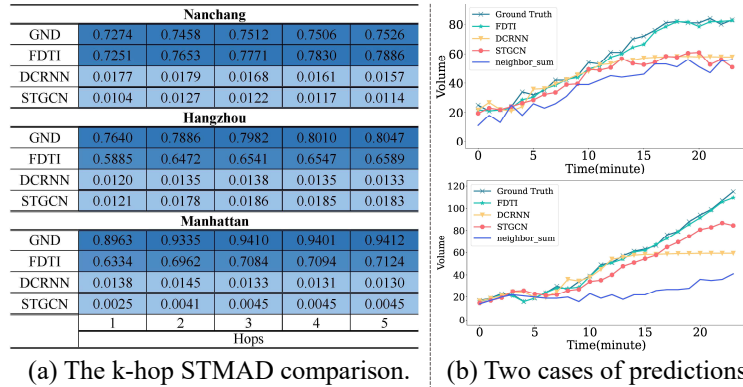 Nanchang
GND 0.7274 0.7458 0.7512 0.7506 0.7526
FDTI 0.7251 0.7653 0.7771 0.7830 0.7886
DCRNN 0.0177 0.0179 0.0168 0.0161 0.0157
STGCN 0.0104 0.0127 0.0122 0.0117 0.0114
Hangzhou
GND 0.7640 0.7886 0.7982 0.8010 0.8047
FDTI 0.5885 0.6472 0.6541 0.6547 0.6589
DCRNN 0.0120 0.0135 0.0138 0.0135 0.0133
STGCN 0.0121 0.0178 0.0186 0.0185 0.0183
Manhattan
GND 0.8963 0.9335 0.9410 0.9401 0.9412
FDTI 0.6334 0.6962 0.7084 0.7094 0.7124
DCRNN 0.0138 0.0145 0.0133 0.0131 0.0130
STGCN 0.0025 0.0041 0.0045 0.0045 0.0045
1 2 3 4 5
Hops
(a) The k-hop STMAD comparison.
Ground Truth
FDTI
DCRNN
STGCN
neighbor_sum
Volume
80
60
40
20
0
0 5 10 15 20
Time(minute)
Ground Truth
FDTI
DCRNN
STGCN
neighbor_sum
Volume
120
100
80
60
40
20
0
0 5 10 15 20
Time(minute)
(b) Two cases of predictions